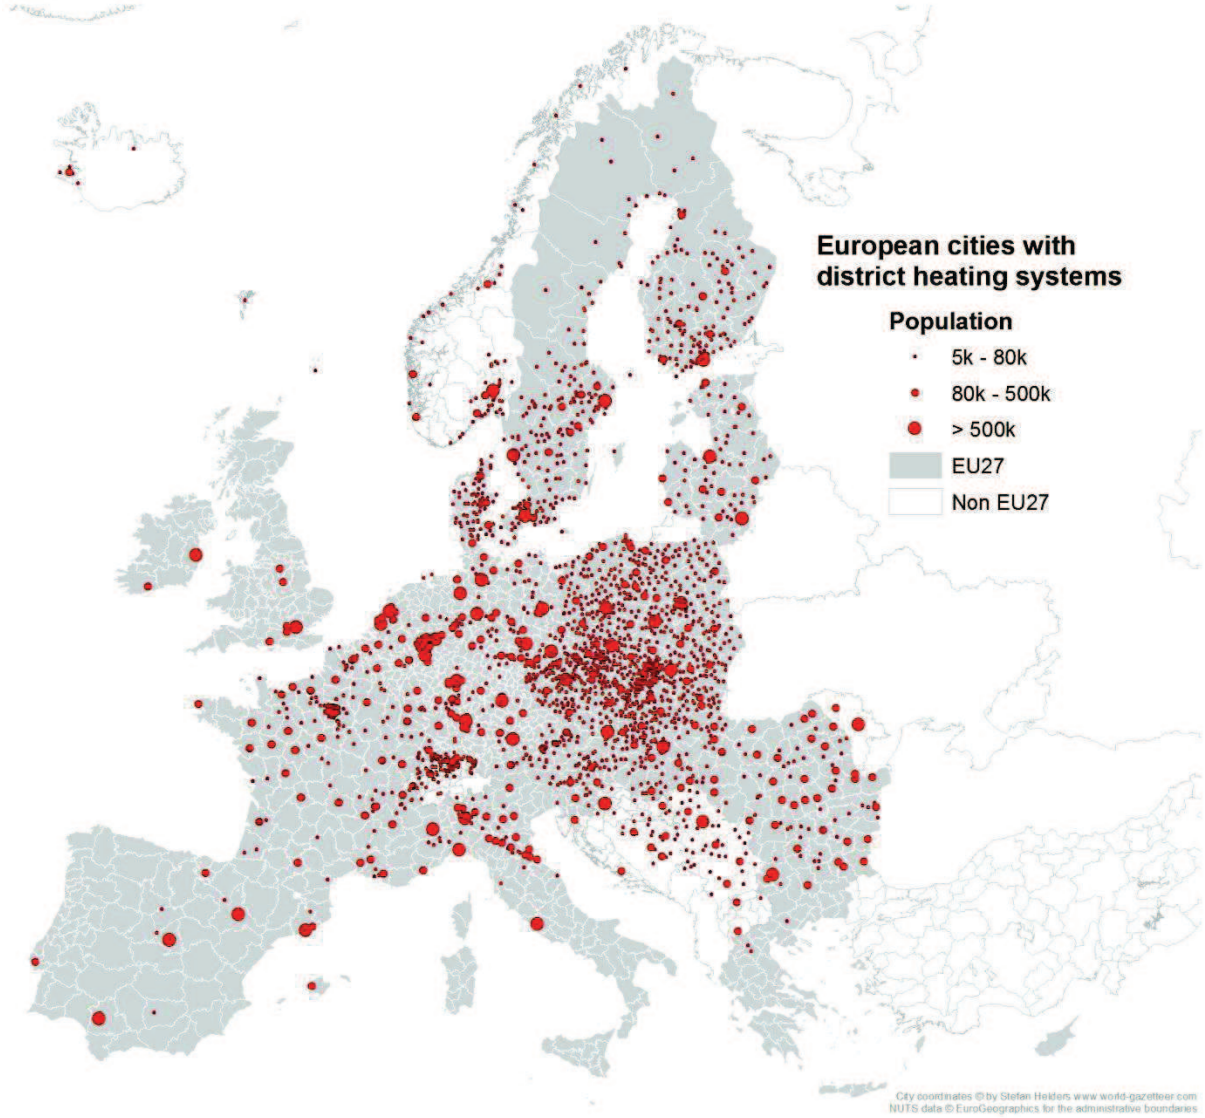 European cities with
district heating systems
Population
5k - 80k
80k - 500k
> 500k
EU27
Non EU27
City coordinates © by Stefan Helders www.world-gazetteer.com
NUTS data © EuroGeographics for the administrative boundaries